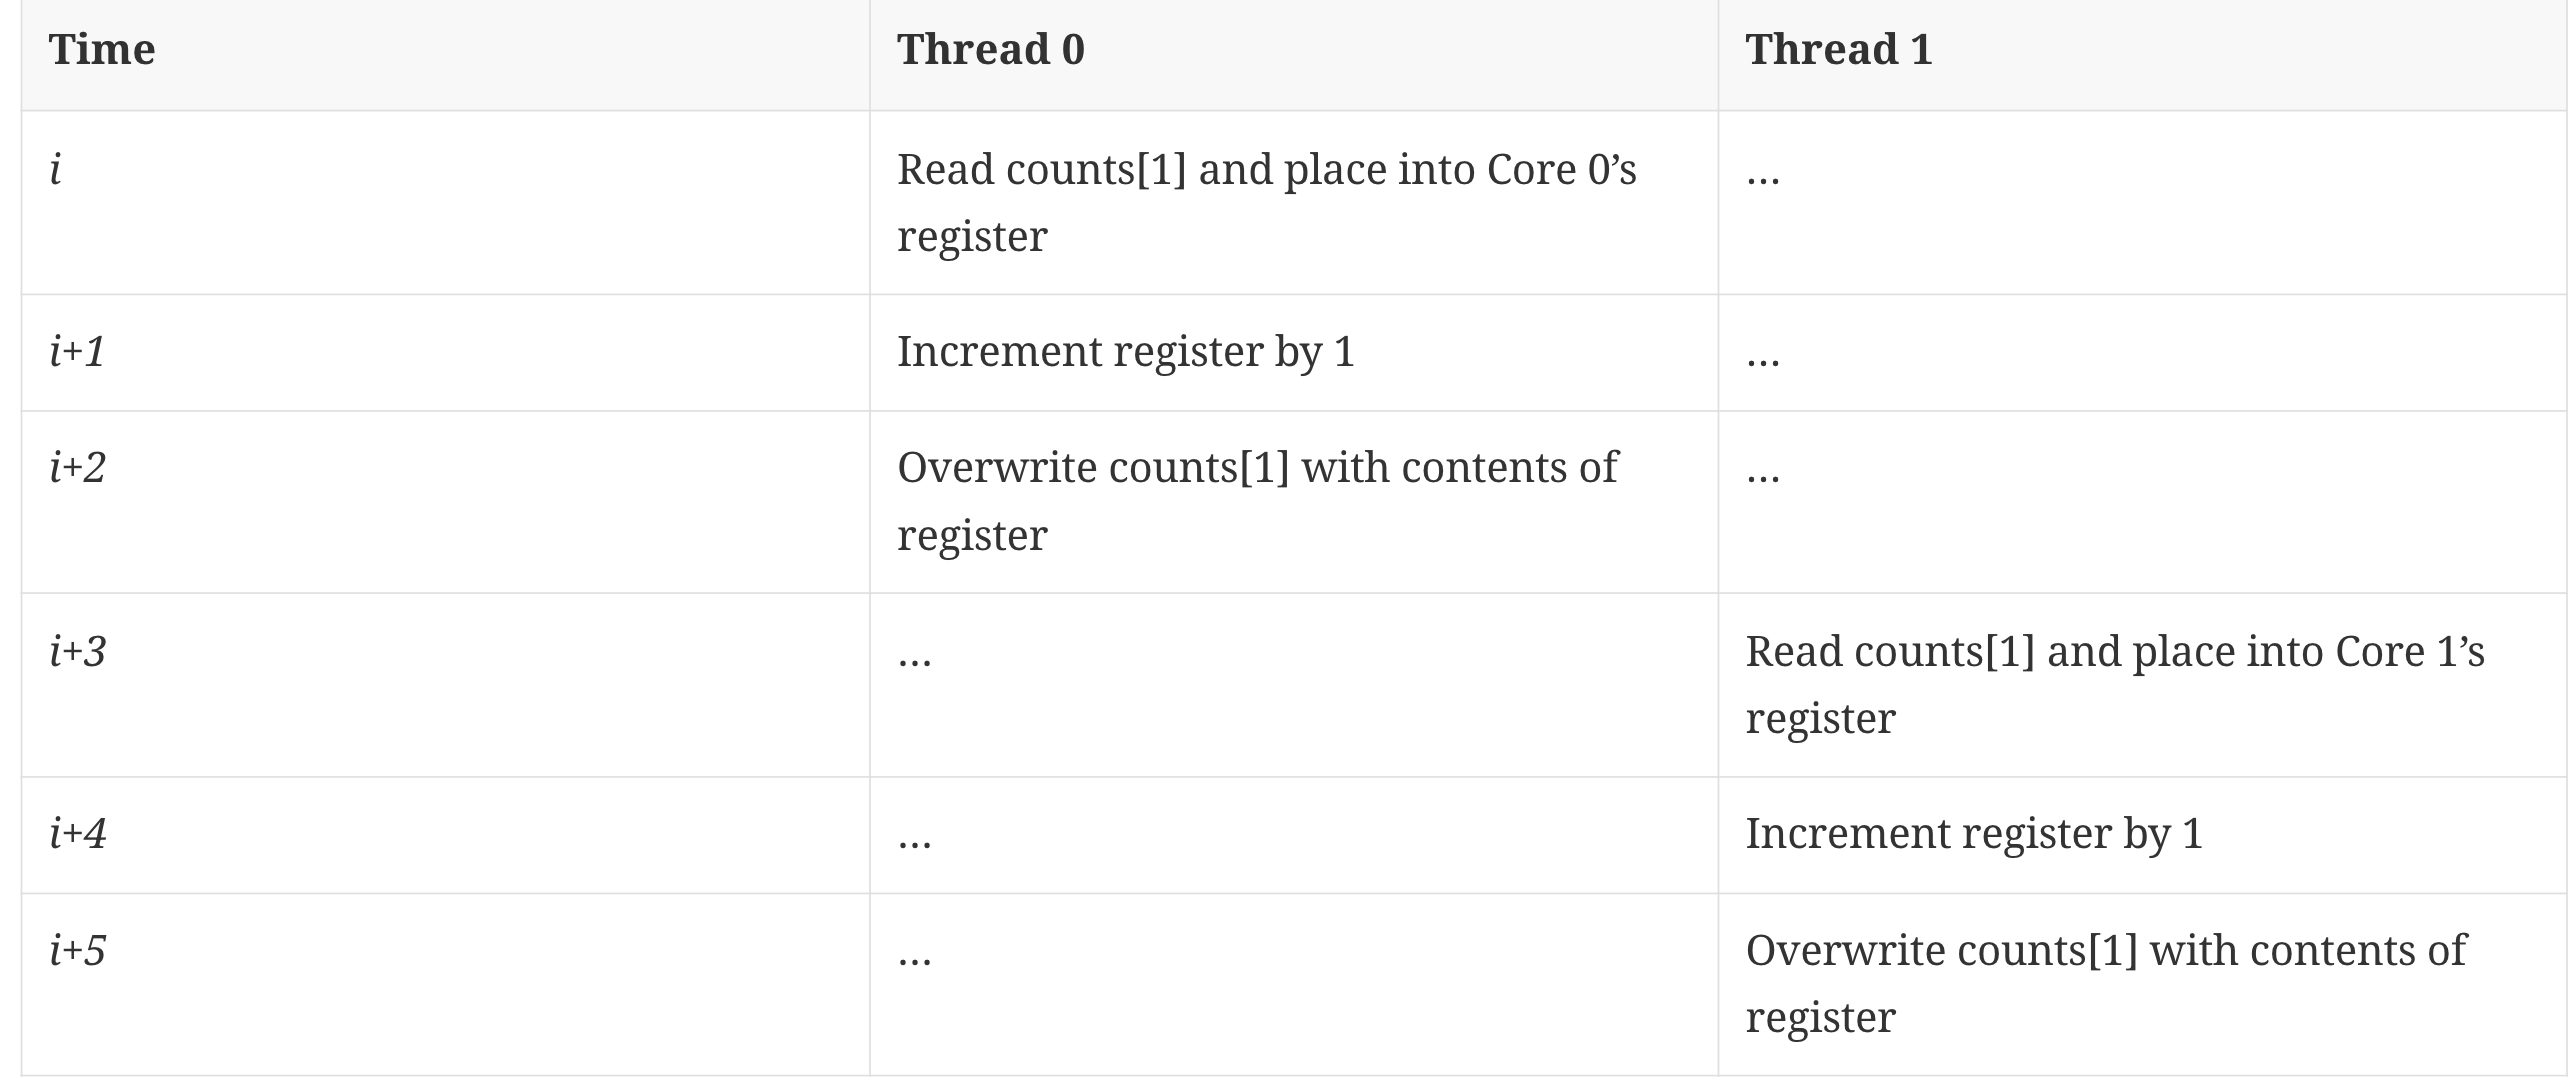 Time Thread 0 Thread 1
i Read counts[1] and place into Core 0’s …
register
i+1 Increment register by 1 …
i+2 Overwrite counts[1] with contents of …
register
i+3 … Read counts[1] and place into Core 1’s
register
i+4 … Increment register by 1
i+5 … Overwrite counts[1] with contents of
register